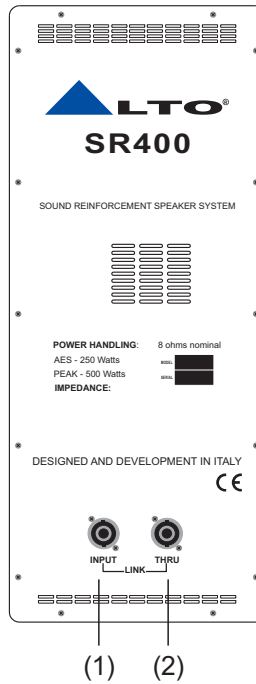 ALTO®
SR400
SOUND REINFORCEMENT SPEAKER SYSTEM
POWER HANDLING: 8 ohms nominal
AES - 250 Watts
MODEL
PEAK - 500 Watts
SERIAL
IMPEDANCE:
DESIGNED AND DEVELOPMENT IN ITALY
CE
INPUT THRU
LINK
(1) (2)